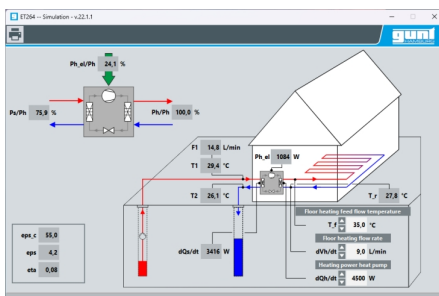 ET264 -- Simulation - v.22.1.1
gunt
Ph_el/Ph 24,1 %
Ps/Ph 75,9 %
Ph/Ph 100,0 %
F1 14,8 L/min
T1 29,4 °C
Ph_el 1084 W
T2 26,1 °C
T_r 27,8 °C
Floor heating feed flow temperature
T_f 35,0 °C
Floor heating flow rate
dVh/dt 9,0 L/min
Heating power heat pump
dQh/dt 4500 W
dQs/dt 3416 W
eps_c 55,0
eps 4,2
eta 0,08